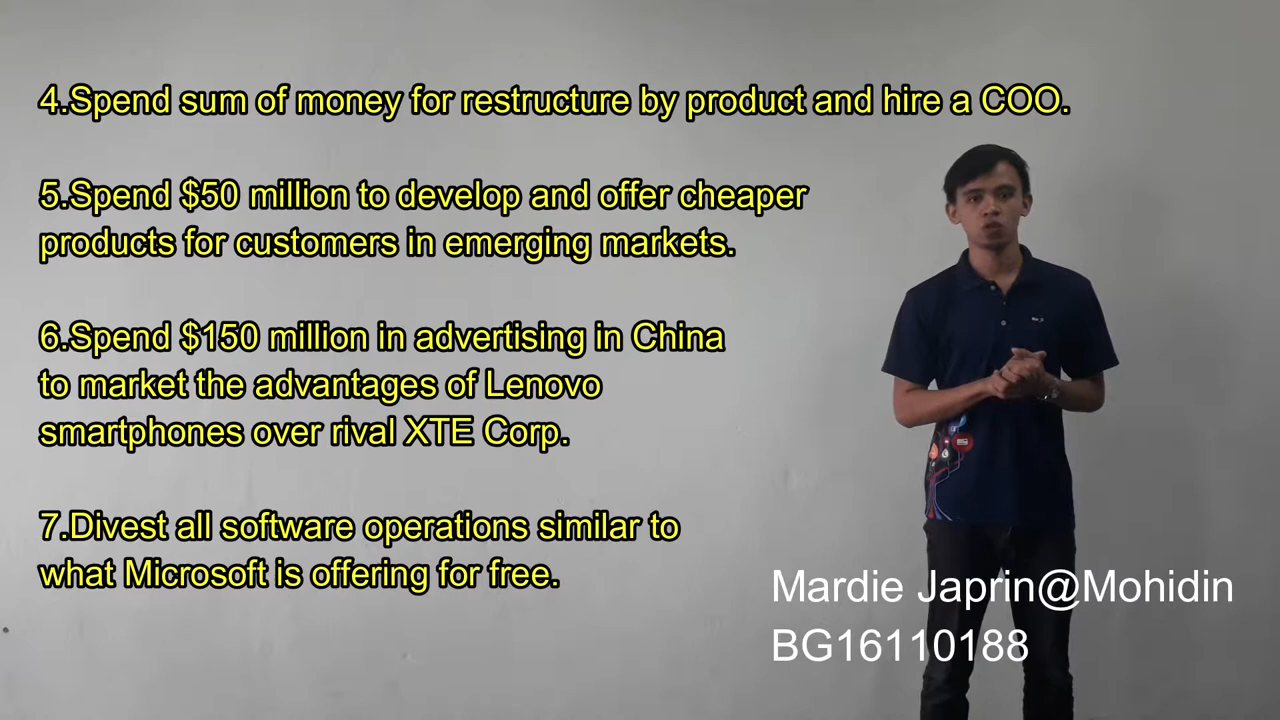 4.Spend sum of money for restructure by product and hire a COO.
5.Spend $50 million to develop and offer cheaper
products for customers in emerging markets.
6.Spend $150 million in advertising in China
to market the advantages of Lenovo
smartphones over rival XTE Corp.
7.Divest all software operations similar to
what Microsoft is offering for free.
Mardie Japrin@Mohidin
BG16110188